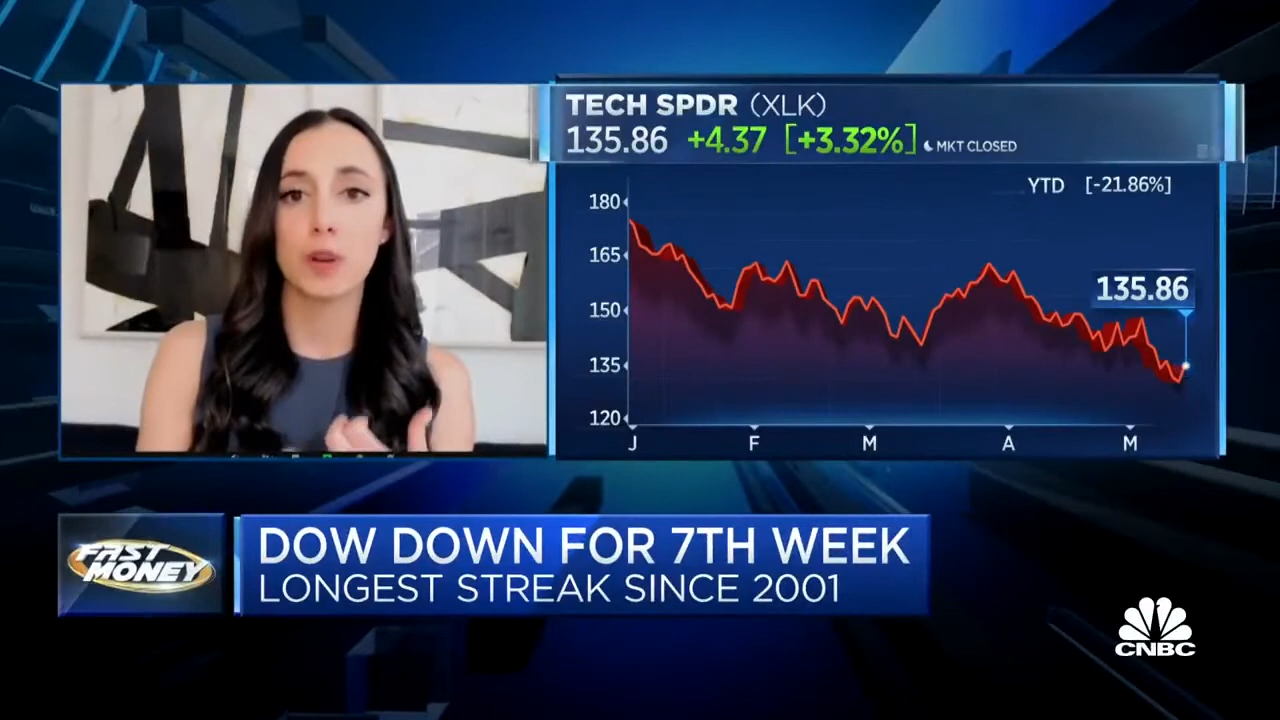 TECH SPDR (XLK)
135.86 +4.37 [+3.32%] MKT CLOSED
YTD [-21.86%]
180
165
150
135
120
135.86
J F M A M
FAST MONEY
DOW DOWN FOR 7TH WEEK
LONGEST STREAK SINCE 2001
CNBC